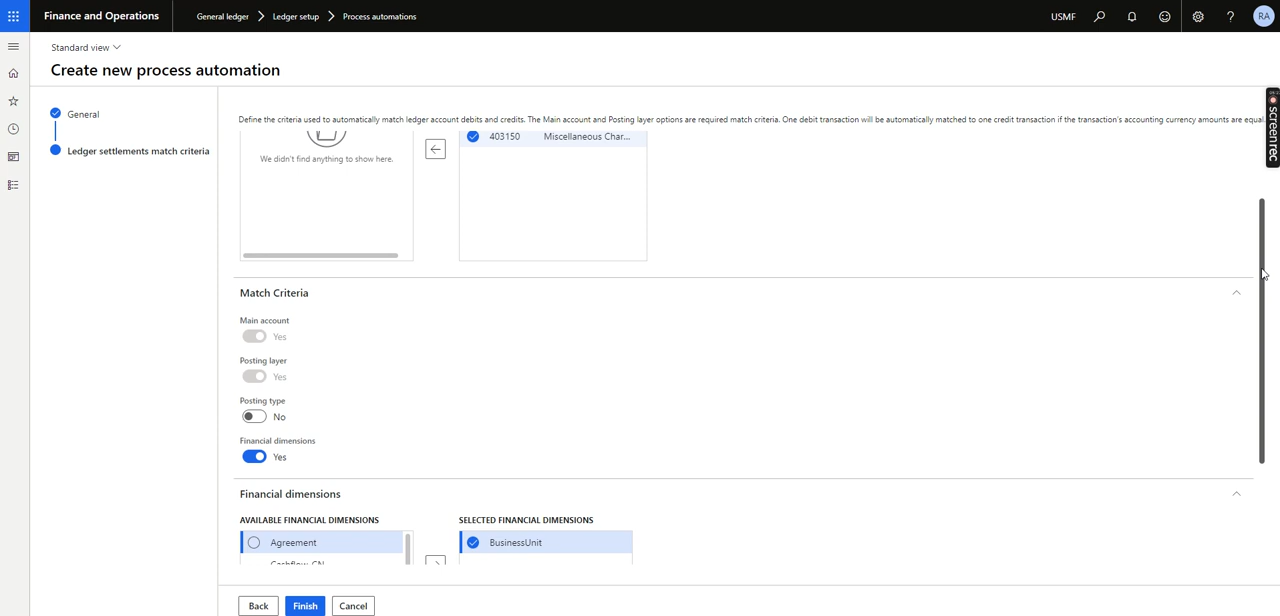 Finance and Operations
General ledger
Ledger setup
Process automations
USMF
RA
Standard view
Create new process automation
General
Ledger settlements match criteria
Define the criteria used to automatically match ledger account debits and credits. The Main account and Posting layer options are required match criteria. One debit transaction will be automatically matched to one credit transaction if the transaction's accounting currency amounts are equal
screenrec
We didn't find anything to show here.
403150 Miscellaneous Char...
Match Criteria
Main account
Yes
Posting layer
Yes
Posting type
No
Financial dimensions
Yes
Financial dimensions
AVAILABLE FINANCIAL DIMENSIONS
SELECTED FINANCIAL DIMENSIONS
Agreement
BusinessUnit
Cashflow_CN
Back
Finish
Cancel